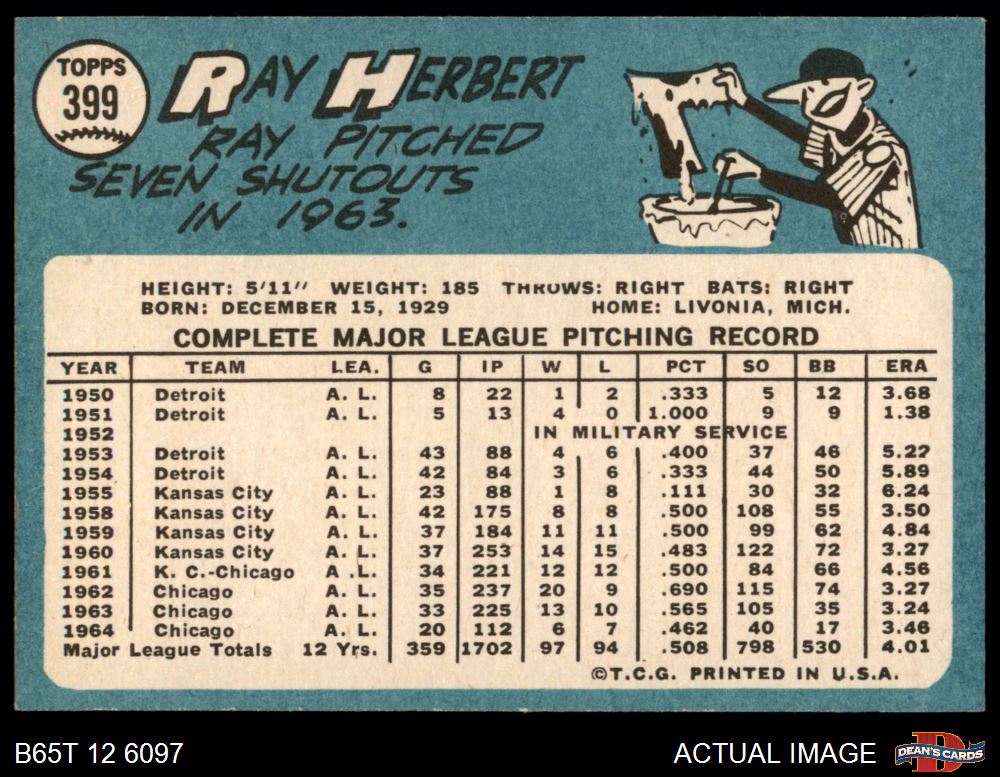 TOPPS
399
RAY HERBERT
RAY PITCHED
SEVEN SHUTOUTS
IN 1963.
HEIGHT: 5'11" WEIGHT: 185 THROWS: RIGHT BATS: RIGHT
BORN: DECEMBER 15, 1929 HOME: LIVONIA, MICH.
COMPLETE MAJOR LEAGUE PITCHING RECORD
YEAR TEAM LEA. G IP W L PCT SO BB ERA
1950 Detroit A. L. 8 22 1 2 .333 5 12 3.68
1951 Detroit A. L. 5 13 4 0 1.000 9 9 1.38
1952 IN MILITARY SERVICE
1953 Detroit A. L. 43 88 4 6 .400 37 46 5.22
1954 Detroit A. L. 42 84 3 6 .333 44 50 5.89
1955 Kansas City A. L. 23 88 1 8 .111 30 32 6.24
1958 Kansas City A. L. 42 175 8 8 .500 108 55 3.50
1959 Kansas City A. L. 37 184 11 11 .500 99 62 4.84
1960 Kansas City A. L. 37 253 14 15 .483 122 72 3.27
1961 K. C.-Chicago A .L. 34 221 12 12 .500 84 66 4.56
1962 Chicago A. L. 35 237 20 9 .690 115 74 3.27
1963 Chicago A. L. 33 225 13 10 .565 105 35 3.24
1964 Chicago A. L. 20 112 6 7 .462 40 17 3.46
Major League Totals 12 Yrs. 359 1702 97 94 .508 798 530 4.01
©T.C.G. PRINTED IN U.S.A.
B65T 12 6097 ACTUAL IMAGE DEAN'S CARDS